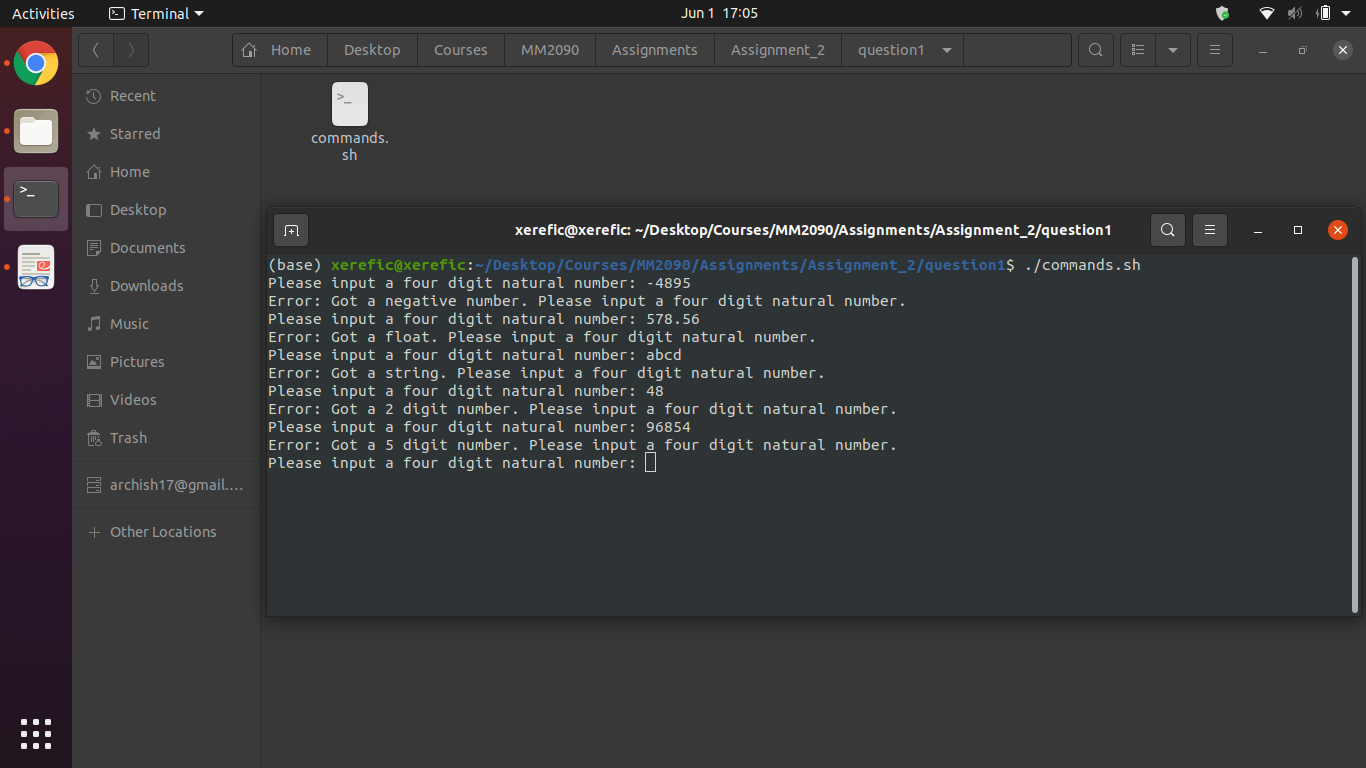 Activities Terminal Jun 1 17:05
Home Desktop Courses MM2090 Assignments Assignment_2 question1
Recent
Starred
Home
Desktop
Documents
Downloads
Music
Pictures
Videos
Trash
archish17@gmail.…
Other Locations
>_
commands.
sh
xerefic@xerefic: ~/Desktop/Courses/MM2090/Assignments/Assignment_2/question1
(base) xerefic@xerefic:~/Desktop/Courses/MM2090/Assignments/Assignment_2/question1$ ./commands.sh
Please input a four digit natural number: -4895
Error: Got a negative number. Please input a four digit natural number.
Please input a four digit natural number: 578.56
Error: Got a float. Please input a four digit natural number.
Please input a four digit natural number: abcd
Error: Got a string. Please input a four digit natural number.
Please input a four digit natural number: 48
Error: Got a 2 digit number. Please input a four digit natural number.
Please input a four digit natural number: 96854
Error: Got a 5 digit number. Please input a four digit natural number.
Please input a four digit natural number: